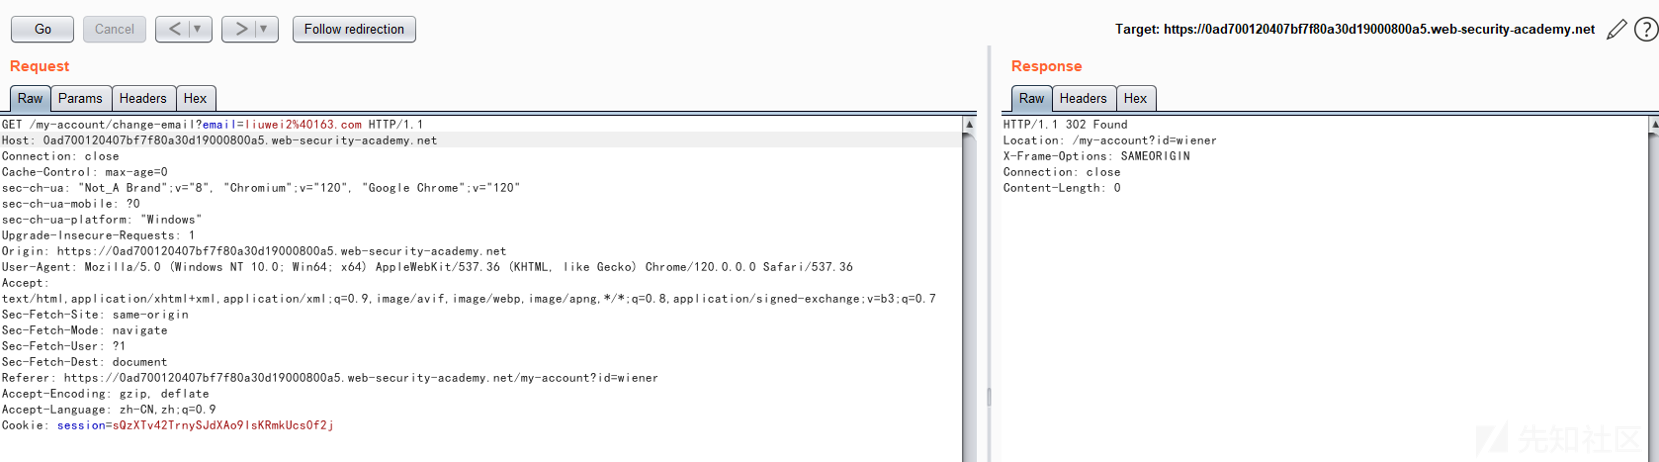 Go Cancel < > Follow redirection Target: https://0ad700120407bf7f80a30d19000800a5.web-security-academy.net ?
Request
Raw Params Headers Hex
GET /my-account/change-email?email=liuwei2%40163.com HTTP/1.1
Host: 0ad700120407bf7f80a30d19000800a5.web-security-academy.net
Connection: close
Cache-Control: max-age=0
sec-ch-ua: "Not_A Brand";v="8", "Chromium";v="120", "Google Chrome";v="120"
sec-ch-ua-mobile: ?0
sec-ch-ua-platform: "Windows"
Upgrade-Insecure-Requests: 1
Origin: https://0ad700120407bf7f80a30d19000800a5.web-security-academy.net
User-Agent: Mozilla/5.0 (Windows NT 10.0; Win64; x64) AppleWebKit/537.36 (KHTML, like Gecko) Chrome/120.0.0.0 Safari/537.36
Accept:
text/html,application/xhtml+xml,application/xml;q=0.9,image/avif,image/webp,image/apng,*/*;q=0.8,application/signed-exchange;v=b3;q=0.7
Sec-Fetch-Site: same-origin
Sec-Fetch-Mode: navigate
Sec-Fetch-User: ?1
Sec-Fetch-Dest: document
Referer: https://0ad700120407bf7f80a30d19000800a5.web-security-academy.net/my-account?id=wiener
Accept-Encoding: gzip, deflate
Accept-Language: zh-CN,zh;q=0.9
Cookie: session=sQzXTv42TrnySJdXAo9IsKRmkUcsOf2j
Response
Raw Headers Hex
HTTP/1.1 302 Found
Location: /my-account?id=wiener
X-Frame-Options: SAMEORIGIN
Connection: close
Content-Length: 0
先知社区